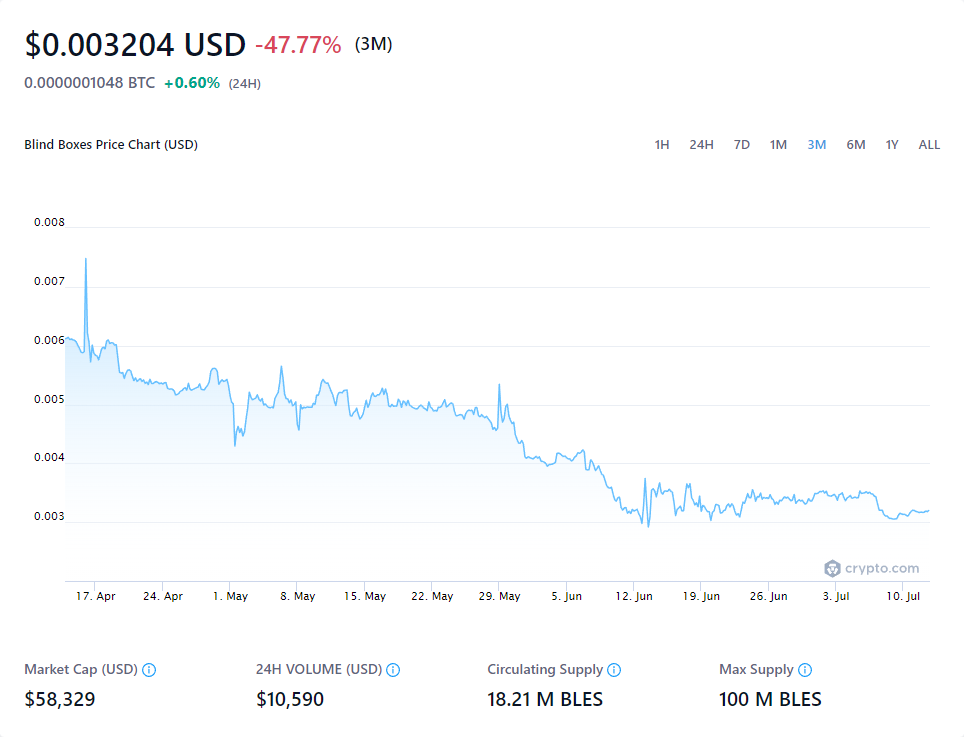 $0.003204 USD -47.77% (3M)
0.0000001048 BTC +0.60% (24H)
Blind Boxes Price Chart (USD) 1H 24H 7D 1M 3M 6M 1Y ALL
0.008
0.007
0.006
0.005
0.004
0.003
crypto.com
17. Apr 24. Apr 1. May 8. May 15. May 22. May 29. May 5. Jun 12. Jun 19. Jun 26. Jun 3. Jul 10. Jul
Market Cap (USD) 24H VOLUME (USD) Circulating Supply Max Supply
$58,329 $10,590 18.21 M BLES 100 M BLES